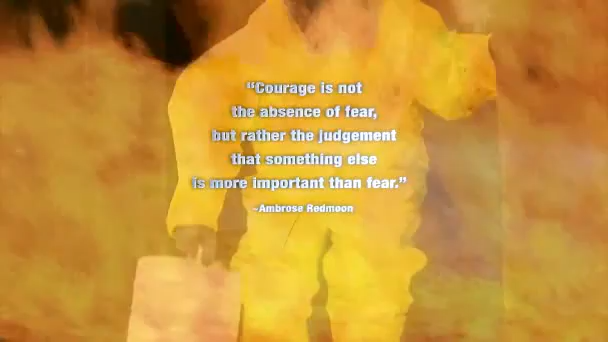 “Courage is not
the absence of fear,
but rather the judgement
that something else
is more important than fear.”
~Ambrose Redmoon